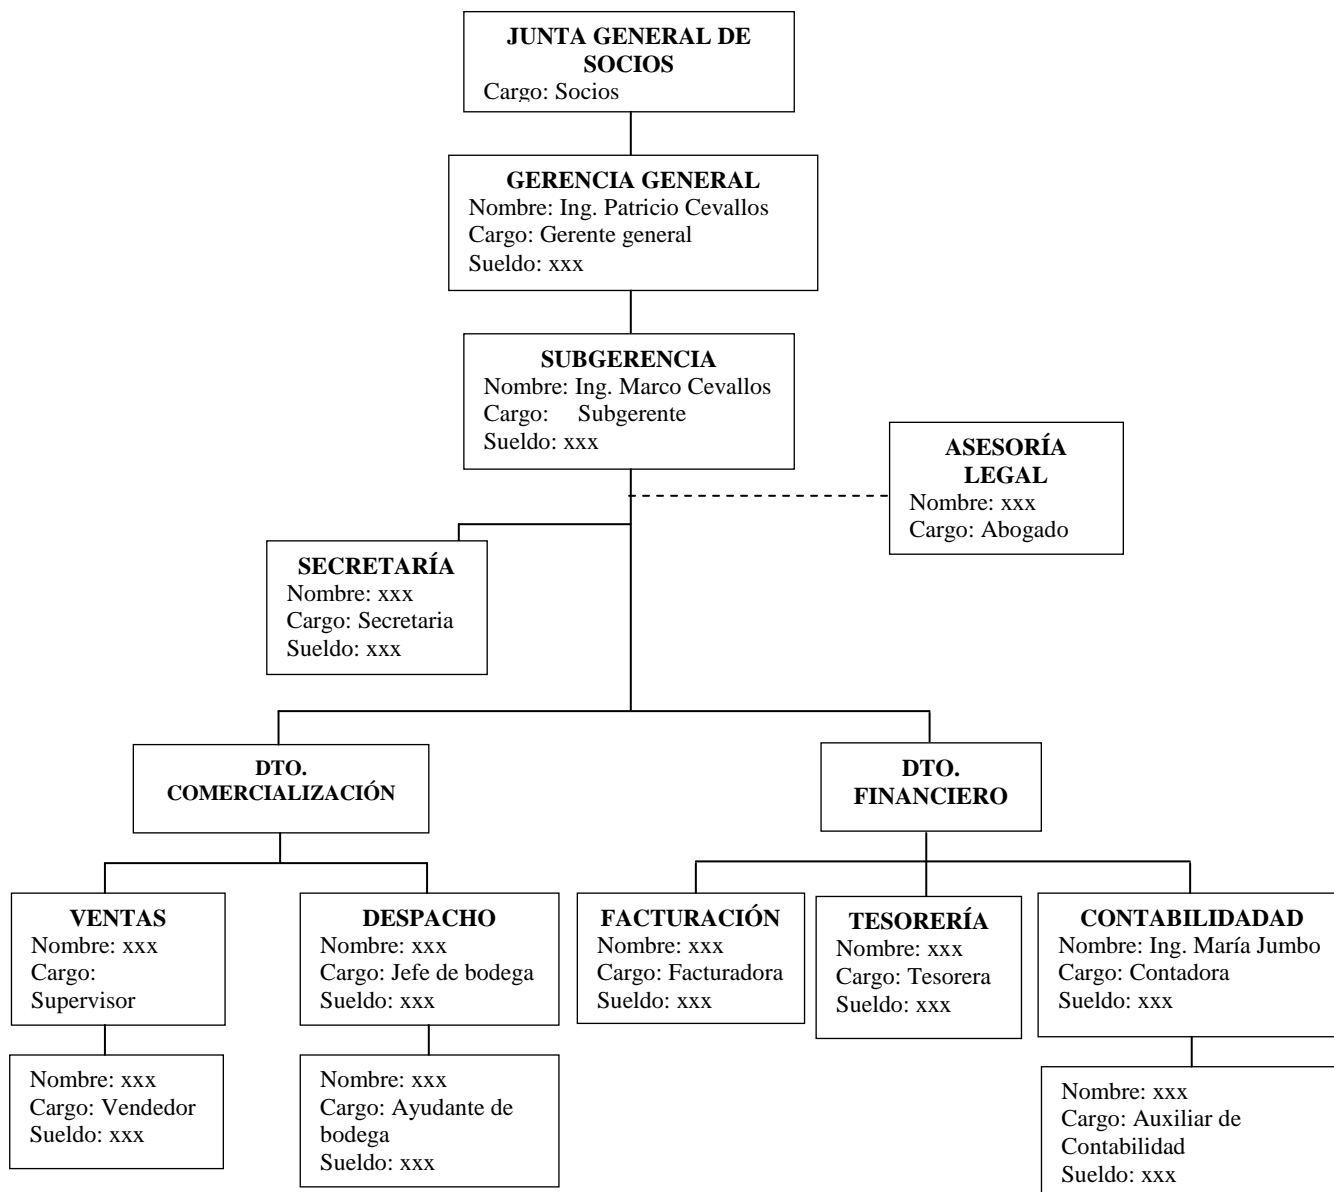 JUNTA GENERAL DE
SOCIOS
Cargo: Socios
GERENCIA GENERAL
Nombre: Ing. Patricio Cevallos
Cargo: Gerente general
Sueldo: xxx
SUBGERENCIA
Nombre: Ing. Marco Cevallos
Cargo: Subgerente
Sueldo: xxx
ASESORÍA
LEGAL
Nombre: xxx
Cargo: Abogado
SECRETARÍA
Nombre: xxx
Cargo: Secretaria
Sueldo: xxx
DTO.
COMERCIALIZACIÓN
DTO.
FINANCIERO
VENTAS
Nombre: xxx
Cargo:
Supervisor
DESPACHO
Nombre: xxx
Cargo: Jefe de bodega
Sueldo: xxx
FACTURACIÓN
Nombre: xxx
Cargo: Facturadora
Sueldo: xxx
TESORERÍA
Nombre: xxx
Cargo: Tesorera
Sueldo: xxx
CONTABILIDADAD
Nombre: Ing. María Jumbo
Cargo: Contadora
Sueldo: xxx
Nombre: xxx
Cargo: Vendedor
Sueldo: xxx
Nombre: xxx
Cargo: Ayudante de
bodega
Sueldo: xxx
Nombre: xxx
Cargo: Auxiliar de
Contabilidad
Sueldo: xxx